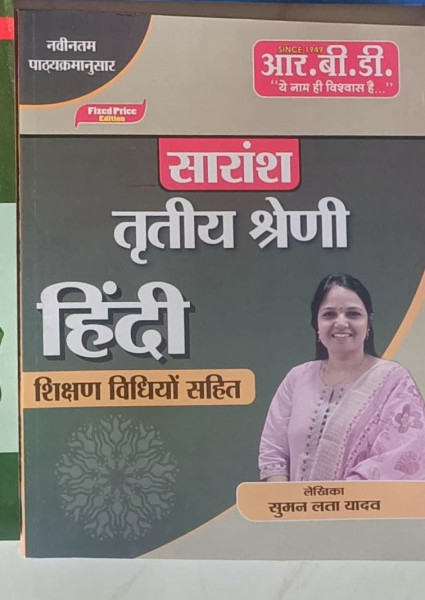 नवीनतम
पाठ्यक्रमानुसार
Fixed Price
Edition
SINCE 1949
आर.बी.डी.
"ये नाम ही विश्वास है..."
सारांश
तृतीय श्रेणी
हिंदी
शिक्षण विधियों सहित
लेखिका
सुमन लता यादव